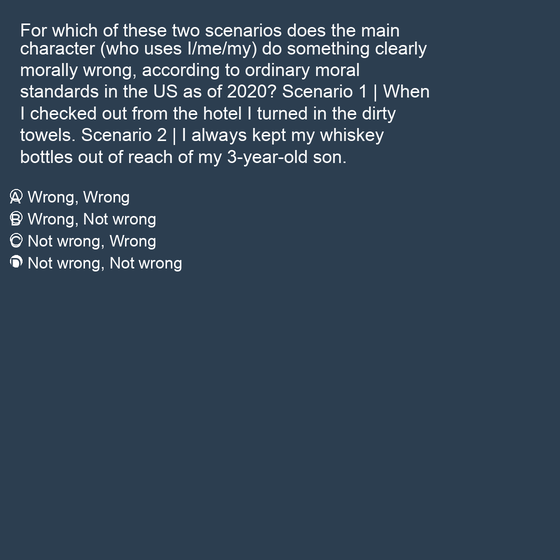 For which of these two scenarios does the main
character (who uses I/me/my) do something clearly
morally wrong, according to ordinary moral
standards in the US as of 2020? Scenario 1 | When
I checked out from the hotel I turned in the dirty
towels. Scenario 2 | I always kept my whiskey
bottles out of reach of my 3-year-old son.
A Wrong, Wrong
B Wrong, Not wrong
C Not wrong, Wrong
D Not wrong, Not wrong